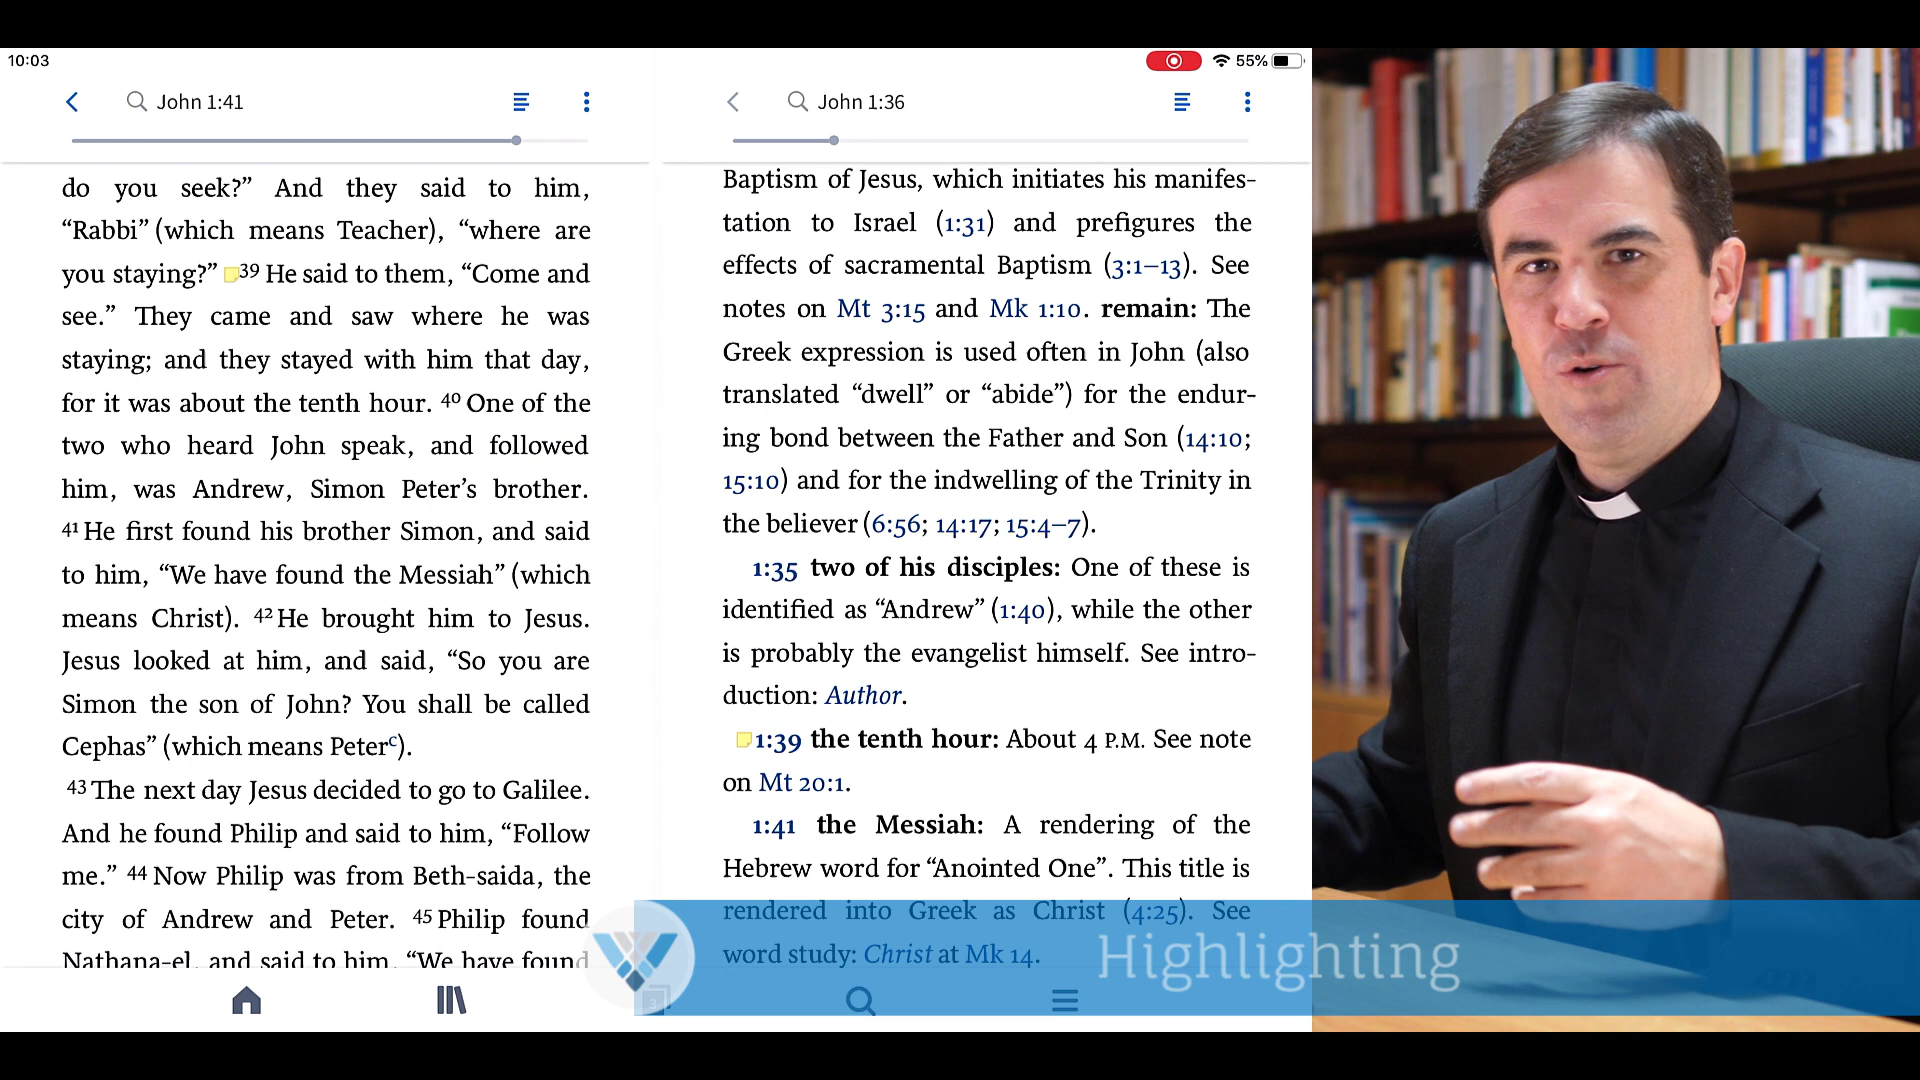 10:03
55%
John 1:41
do you seek?” And they said to him,
“Rabbi” (which means Teacher), “where are
you staying?” 39 He said to them, “Come and
see.” They came and saw where he was
staying; and they stayed with him that day,
for it was about the tenth hour. 40 One of the
two who heard John speak, and followed
him, was Andrew, Simon Peter’s brother.
41 He first found his brother Simon, and said
to him, “We have found the Messiah” (which
means Christ). 42 He brought him to Jesus.
Jesus looked at him, and said, “So you are
Simon the son of John? You shall be called
Cephas” (which means Peterc).
43 The next day Jesus decided to go to Galilee.
And he found Philip and said to him, “Follow
me.” 44 Now Philip was from Beth-saida, the
city of Andrew and Peter. 45 Philip found
Nathana-el, and said to him, “We have found
John 1:36
Baptism of Jesus, which initiates his manifes-
tation to Israel (1:31) and prefigures the
effects of sacramental Baptism (3:1–13). See
notes on Mt 3:15 and Mk 1:10. remain: The
Greek expression is used often in John (also
translated “dwell” or “abide”) for the endur-
ing bond between the Father and Son (14:10;
15:10) and for the indwelling of the Trinity in
the believer (6:56; 14:17; 15:4–7).
1:35 two of his disciples: One of these is
identified as “Andrew” (1:40), while the other
is probably the evangelist himself. See intro-
duction: Author.
1:39 the tenth hour: About 4 P.M. See note
on Mt 20:1.
1:41 the Messiah: A rendering of the
Hebrew word for “Anointed One”. This title is
rendered into Greek as Christ (4:25). See
word study: Christ at Mk 14.
3
Highlighting